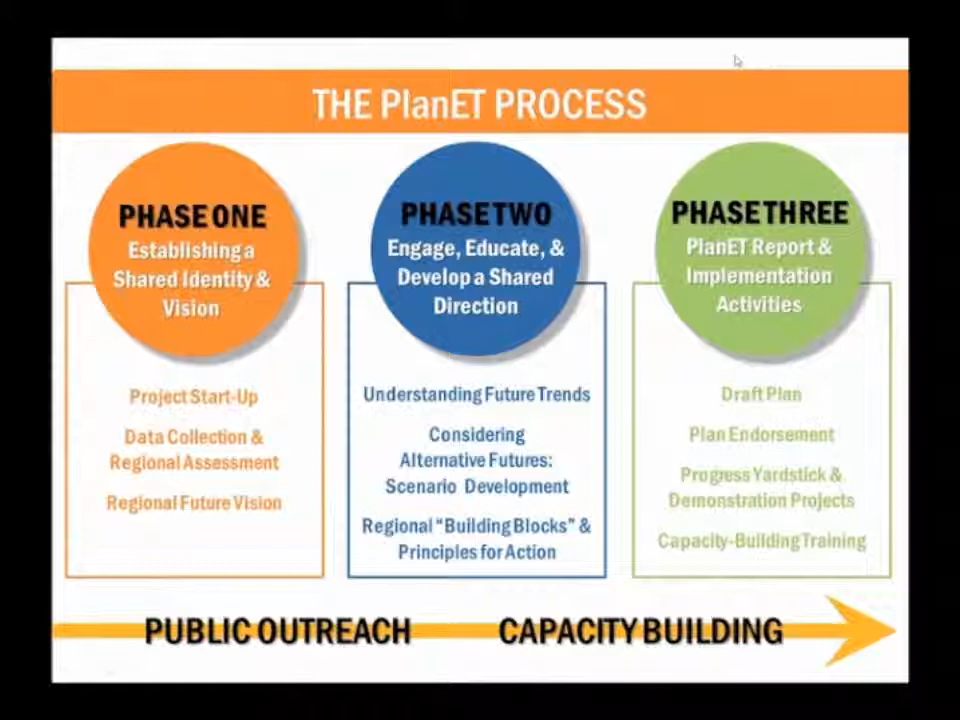 THE PlanET PROCESS
PHASE ONE
Establishing a
Shared Identity &
Vision
Project Start-Up
Data Collection &
Regional Assessment
Regional Future Vision
PHASE TWO
Engage, Educate, &
Develop a Shared
Direction
Understanding Future Trends
Considering
Alternative Futures:
Scenario Development
Regional "Building Blocks" &
Principles for Action
PHASE THREE
PlanET Report &
Implementation
Activities
Draft Plan
Plan Endorsement
Progress Yardstick &
Demonstration Projects
Capacity-Building Training
PUBLIC OUTREACH
CAPACITY BUILDING